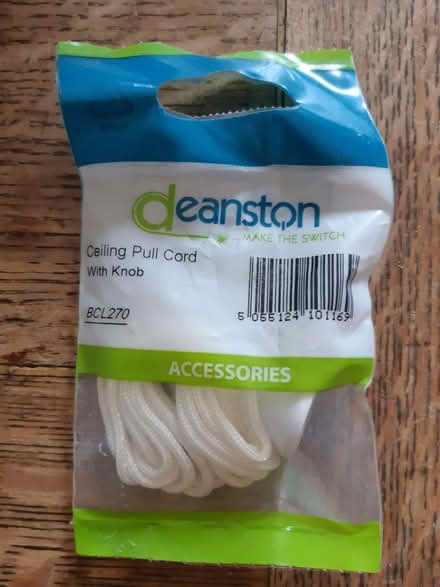 deanston
...MAKE THE SWITCH
Ceiling Pull Cord
With Knob
BCL270
5 055124 101169
ACCESSORIES